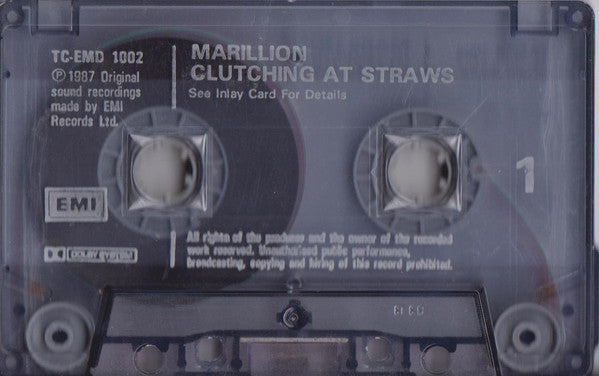 TC-EMD 1002
℗1987 Original
sound recordings
made by EMI
Records Ltd.
MARILLION
CLUTCHING AT STRAWS
See Inlay Card For Details
1
EMI
DOLBY SYSTEM
All rights of the producer and the owner of the recorded
work reserved. Unauthorised public performance,
broadcasting, copying and hiring of this record prohibited.